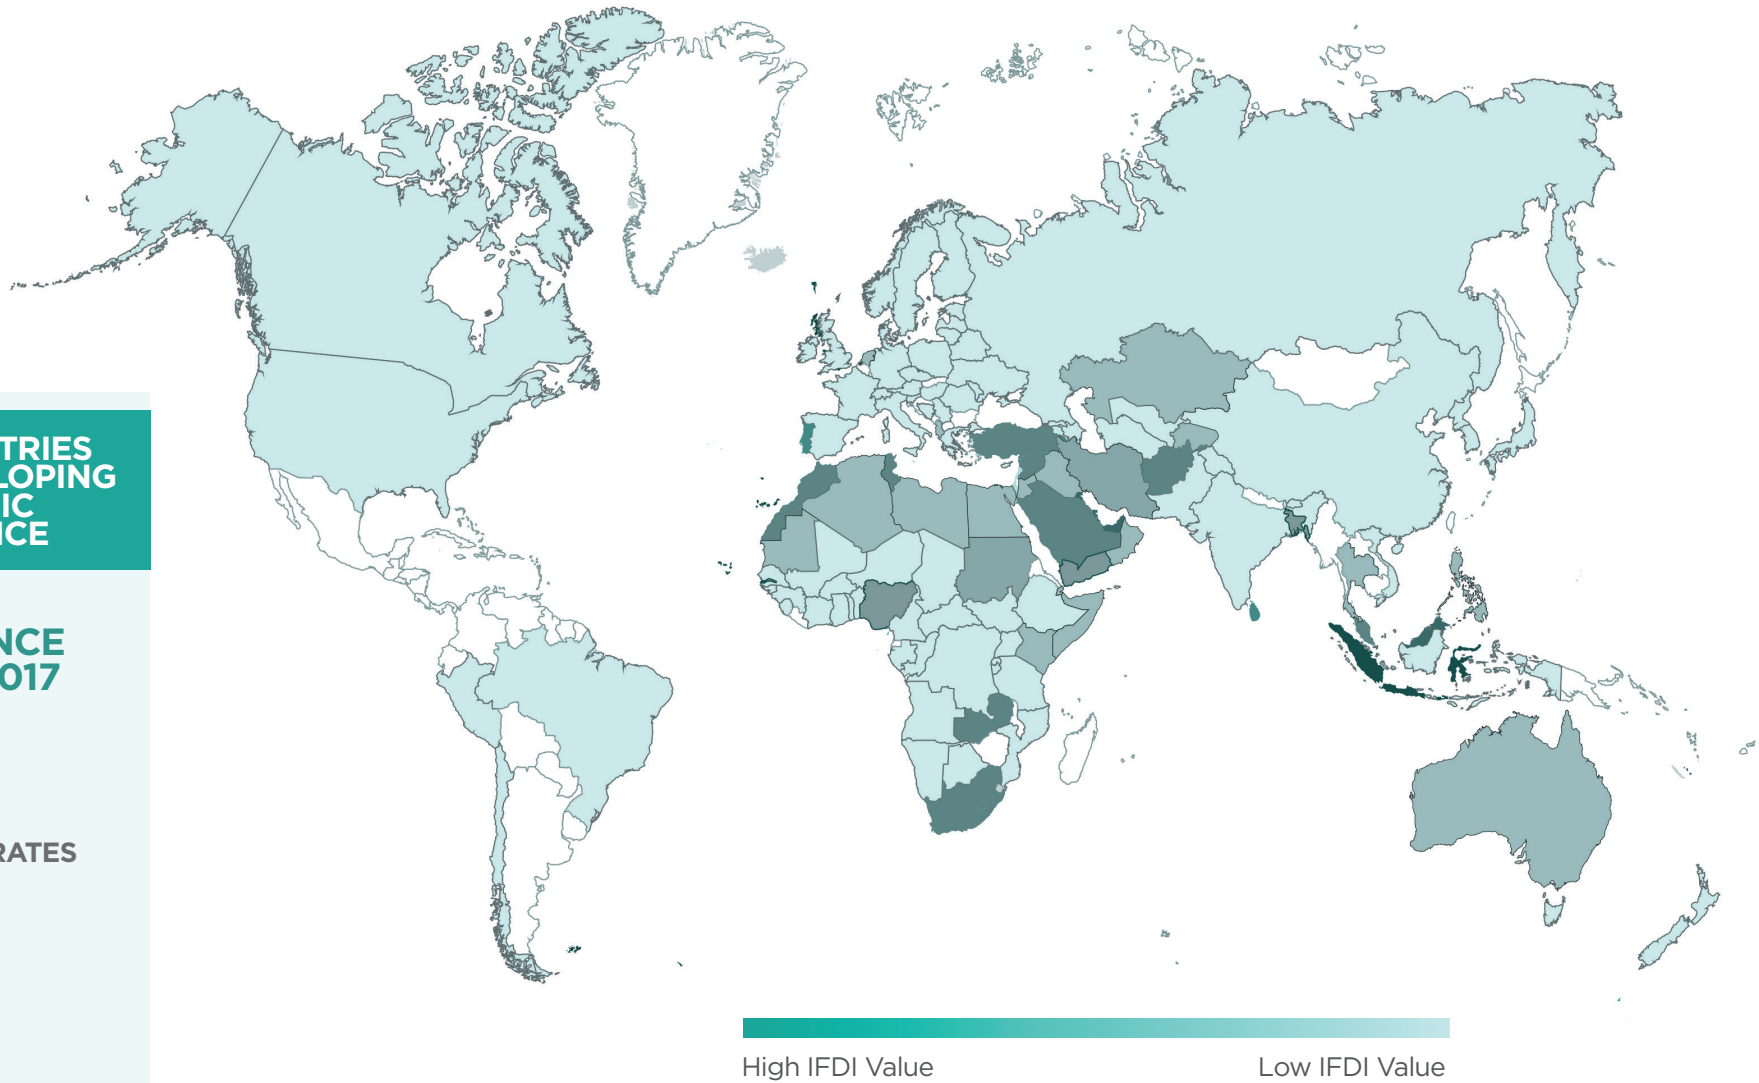 TRIES
LOPING
IC
ICE
NCE
017
RATES
High IFDI Value
Low IFDI Value